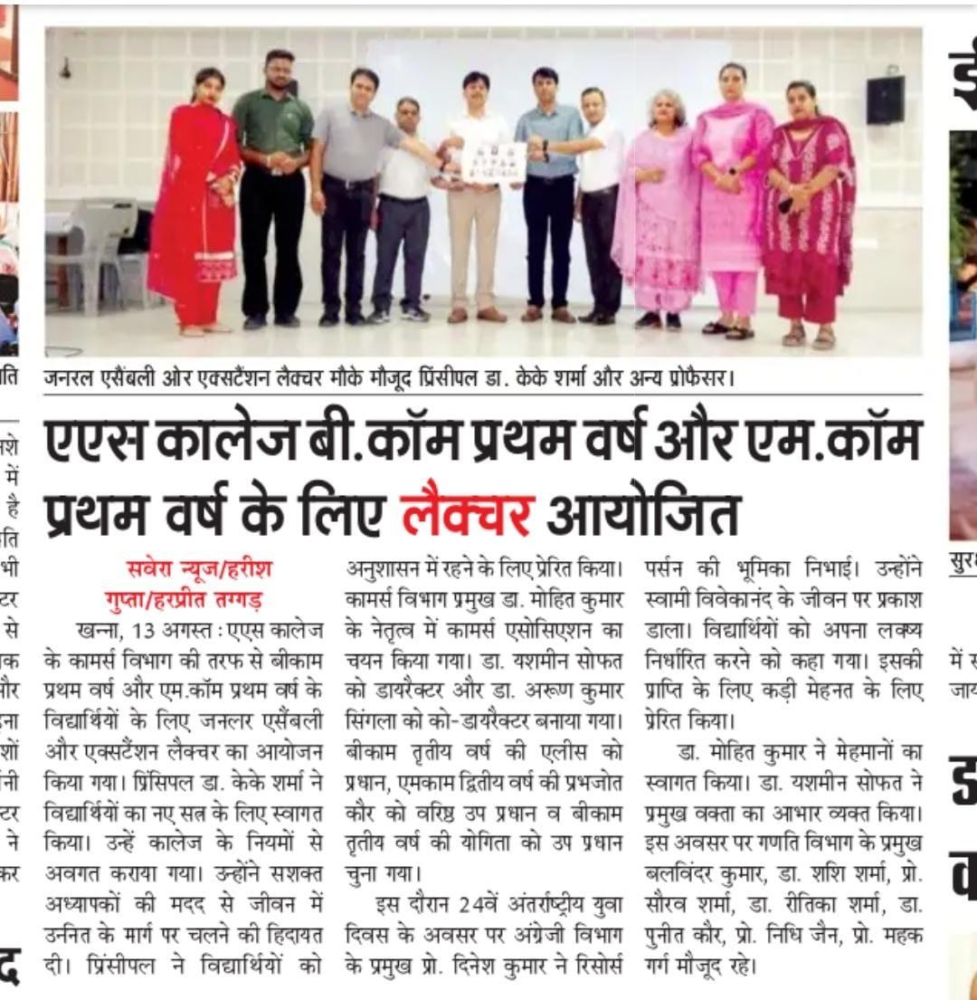 जनरल एसैंबली ओर एक्सटैंशन लैक्चर मौके मौजूद प्रिंसीपल डा. केके शर्मा और अन्य प्रोफैसर।
एएस कालेज बी.कॉम प्रथम वर्ष और एम.कॉम
प्रथम वर्ष के लिए लैक्चर आयोजित
सवेरा न्यूज/हरीश
गुप्ता/हरप्रीत तग्गड़
खन्ना, 13 अगस्त : एएस कालेज
के कामर्स विभाग की तरफ से बीकाम
प्रथम वर्ष और एम.कॉम प्रथम वर्ष के
विद्यार्थियों के लिए जनलर एसैंबली
और एक्सटैंशन लैक्चर का आयोजन
किया गया। प्रिंसिपल डा. केके शर्मा ने
विद्यार्थियों का नए सत्र के लिए स्वागत
किया। उन्हें कालेज के नियमों से
अवगत कराया गया। उन्होंने सशक्त
अध्यापकों की मदद से जीवन में
उन्नित के मार्ग पर चलने की हिदायत
दी। प्रिंसीपल ने विद्यार्थियों को
अनुशासन में रहने के लिए प्रेरित किया।
कामर्स विभाग प्रमुख डा. मोहित कुमार
के नेतृत्व में कामर्स एसोसिएशन का
चयन किया गया। डा. यशमीन सोफत
को डायरैक्टर और डा. अरूण कुमार
सिंगला को को-डायरैक्टर बनाया गया।
बीकाम तृतीय वर्ष की एलीस को
प्रधान, एमकाम द्वितीय वर्ष की प्रभजोत
कौर को वरिष्ठ उप प्रधान व बीकाम
तृतीय वर्ष की योगिता को उप प्रधान
चुना गया।
इस दौरान 24वें अंतर्राष्ट्रीय युवा
दिवस के अवसर पर अंग्रेजी विभाग
के प्रमुख प्रो. दिनेश कुमार ने रिसोर्स
पर्सन की भूमिका निभाई। उन्होंने
स्वामी विवेकानंद के जीवन पर प्रकाश
डाला। विद्यार्थियों को अपना लक्ष्य
निर्धारित करने को कहा गया। इसकी
प्राप्ति के लिए कड़ी मेहनत के लिए
प्रेरित किया।
डा. मोहित कुमार ने मेहमानों का
स्वागत किया। डा. यशमीन सोफत ने
प्रमुख वक्ता का आभार व्यक्त किया।
इस अवसर पर गणति विभाग के प्रमुख
बलविंदर कुमार, डा. शशि शर्मा, प्रो.
सौरव शर्मा, डा. रीतिका शर्मा, डा.
पुनीत कौर, प्रो. निधि जैन, प्रो. महक
गर्ग मौजूद रहे।